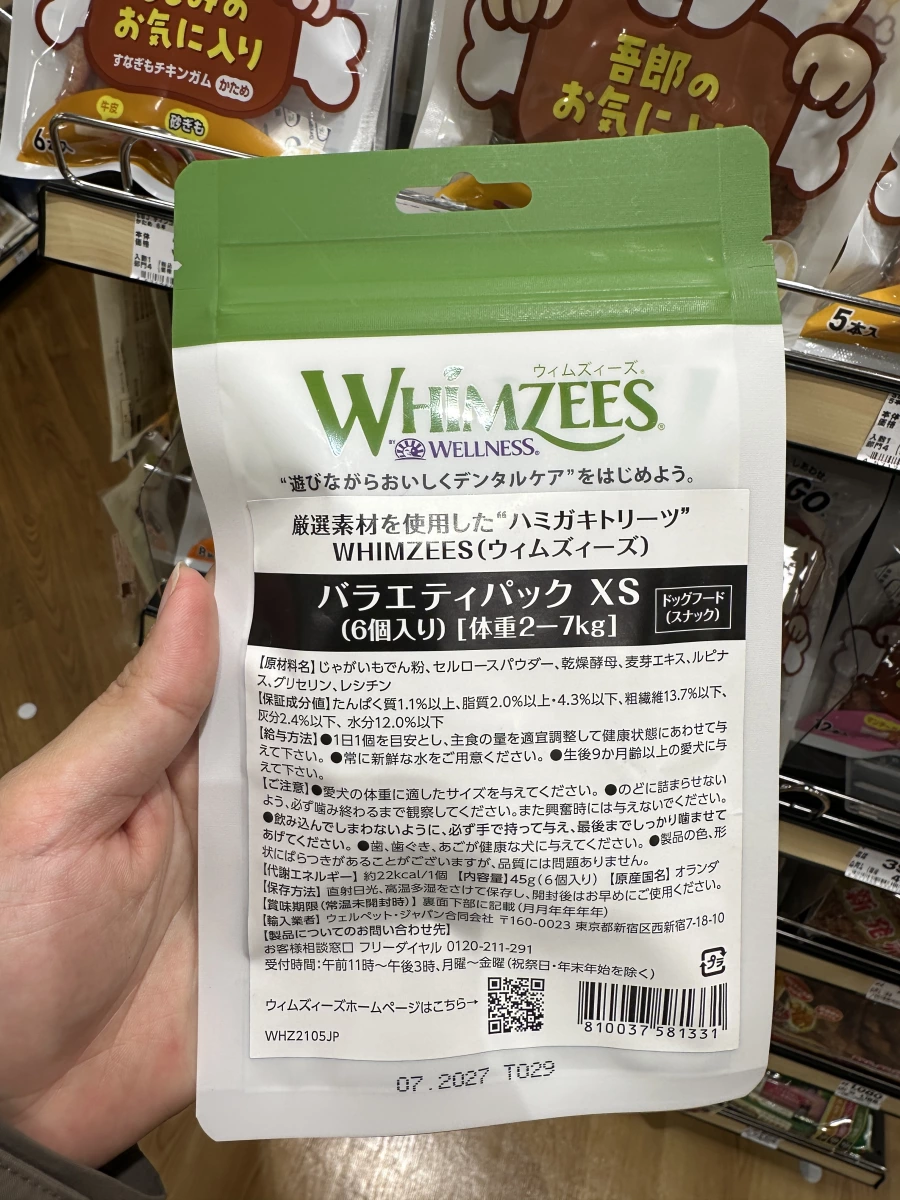 お気に入り
すなぎもチキンガム かため
牛皮
砂ぎも
6本入
吾郎の
お気に入り
5本入
本体
価格
ウィムズィーズ®
WHIMZEES®
BY WELLNESS®
“遊びながらおいしくデンタルケア”をはじめよう。
厳選素材を使用した“ハミガキトリーツ”
WHIMZEES(ウィムズィーズ)
バラエティパック XS
(6個入り) [体重2ー7kg]
ドッグフード
(スナック)
【原材料名】じゃがいもでん粉、セルロースパウダー、乾燥酵母、麦芽エキス、ルピナ
ス、グリセリン、レシチン
【保証成分値】たんぱく質1.1%以上、脂質2.0%以上・4.3%以下、粗繊維13.7%以下、
灰分2.4%以下、水分12.0%以下
【給与方法】●1日1個を目安とし、主食の量を適宜調整して健康状態にあわせて与
えて下さい。●常に新鮮な水をご用意ください。●生後9か月齢以上の愛犬に与
えて下さい。
【ご注意】●愛犬の体重に適したサイズを与えてください。●のどに詰まらせない
よう、必ず噛み終わるまで観察してください。また興奮時には与えないでください。
●飲み込んでしまわないように、必ず手で持って与え、最後までしっかり噛ませて
あげてください。●歯、歯ぐき、あごが健康な犬に与えてください。●製品の色、形
状にばらつきがあることがございますが、品質には問題ありません。
【代謝エネルギー】約22kcal/1個 【内容量】45g(6個入り) 【原産国名】オランダ
【保存方法】直射日光、高温多湿をさけて保存し、開封後はお早めにご使用ください。
【賞味期限(常温未開封時)】裏面下部に記載(月月年年年年)
【輸入業者】ウェルペット・ジャパン合同会社 〒160-0023 東京都新宿区西新宿7-18-10
【製品についてのお問い合わせ先】
お客様相談窓口 フリーダイヤル 0120-211-291
受付時間:午前11時〜午後3時、月曜〜金曜(祝祭日・年末年始を除く)
プラ
ウィムズィーズホームページはこちら→
WHZ2105JP
810037 581331
07.2027 T029